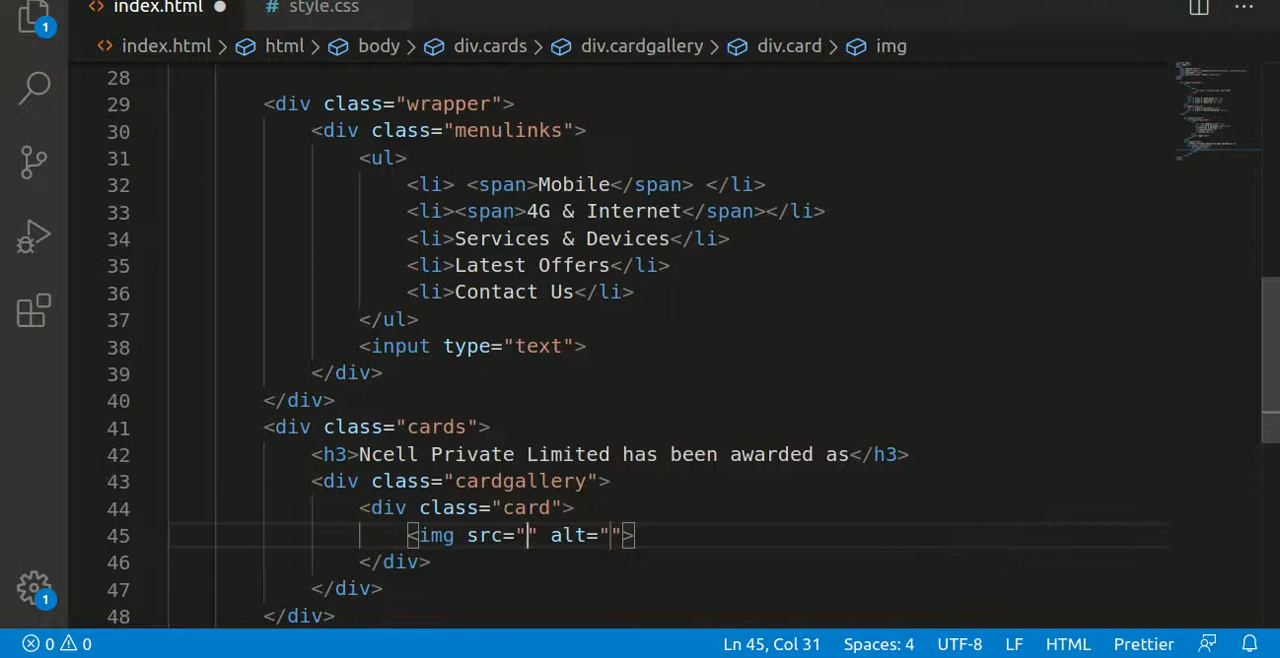 index.html ● # style.css ···
1
<> index.html > html > body > div.cards > div.cardgallery > div.card > img
28
29 <div class="wrapper">
30 <div class="menulinks">
31 <ul>
32 <li> <span>Mobile</span> </li>
33 <li><span>4G & Internet</span></li>
34 <li>Services & Devices</li>
35 <li>Latest Offers</li>
36 <li>Contact Us</li>
37 </ul>
38 <input type="text">
39 </div>
40 </div>
41 <div class="cards">
42 <h3>Ncell Private Limited has been awarded as</h3>
43 <div class="cardgallery">
44 <div class="card">
45 <img src="" alt="">
46 </div>
47 </div>
48 </div>
1
0 0 Ln 45, Col 31 Spaces: 4 UTF-8 LF HTML Prettier